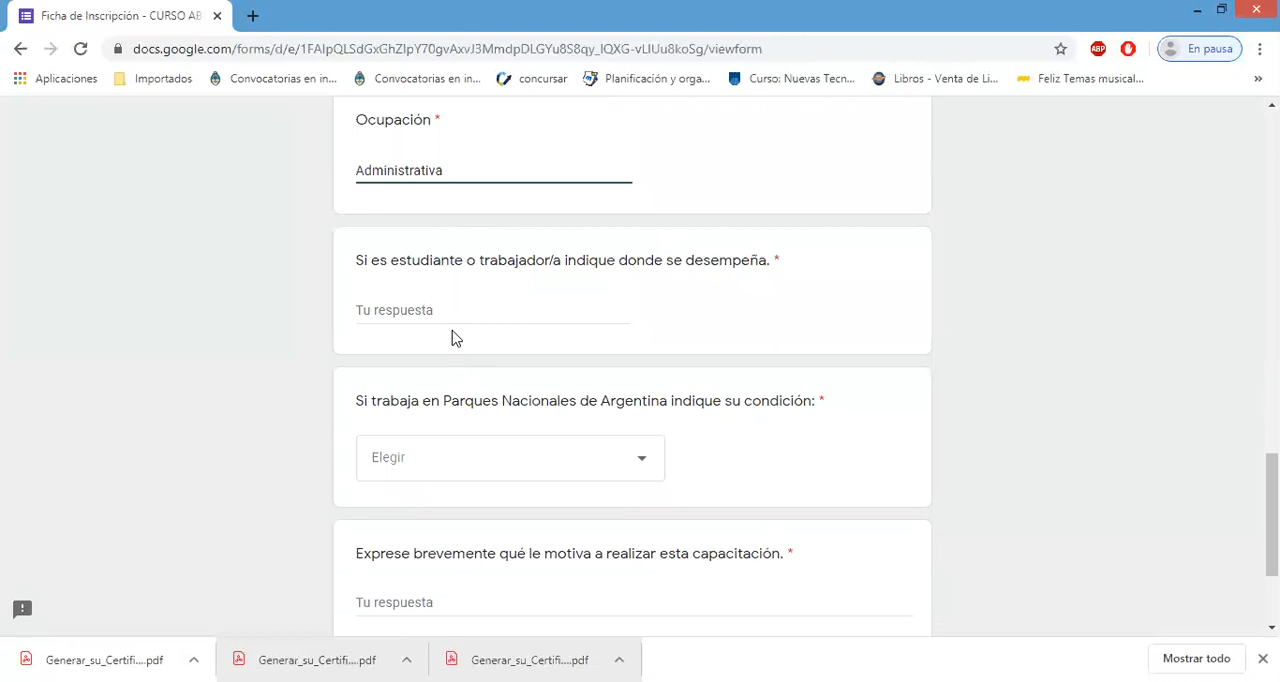 Ficha de Inscripción - CURSO AB
docs.google.com/forms/d/e/1FAIpQLSdGxGhZIpY70gvAxvJ3MmdpDLGYu8S8qy_IQXG-vLIUu8koSg/viewform
ABP
En pausa
Aplicaciones
Importados
Convocatorias en in...
Convocatorias en in...
concursar
Planificación y orga...
Curso: Nuevas Tecn...
Libros - Venta de Li...
Feliz Temas musical...
»
Ocupación *
Administrativa
Si es estudiante o trabajador/a indique donde se desempeña. *
Tu respuesta
Si trabaja en Parques Nacionales de Argentina indique su condición: *
Elegir
Exprese brevemente qué le motiva a realizar esta capacitación. *
Tu respuesta
Generar_su_Certifi....pdf
Generar_su_Certifi....pdf
Generar_su_Certifi....pdf
Mostrar todo